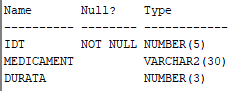 Name Null? Type
---------- -------- ------------
IDT NOT NULL NUMBER(5)
MEDICAMENT VARCHAR2(30)
DURATA NUMBER(3)